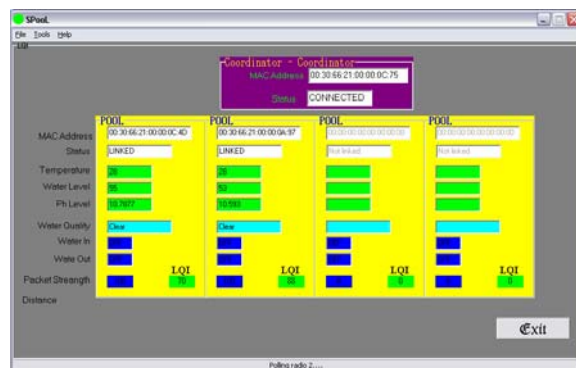 SPooL
File Tools Help
LQI
Coordinator - Coordinator
MAC Address 00:30:66:21:00:00:0C:75
Status CONNECTED
POOL POOL POOL POOL
MAC Address 00:30:66:21:00:00:0C:4D 00:30:66:21:00:00:0A:97
Status LINKED LINKED Not linked Not linked
Temperature 28 28
Water Level 55 53
Ph Level 10.7877 10.593
Water Quality Clear Clear
Water In
Wate Out
LQI LQI LQI LQI
Packet Streangth 70 0 0
Distance
Exit
Polling radio 2....